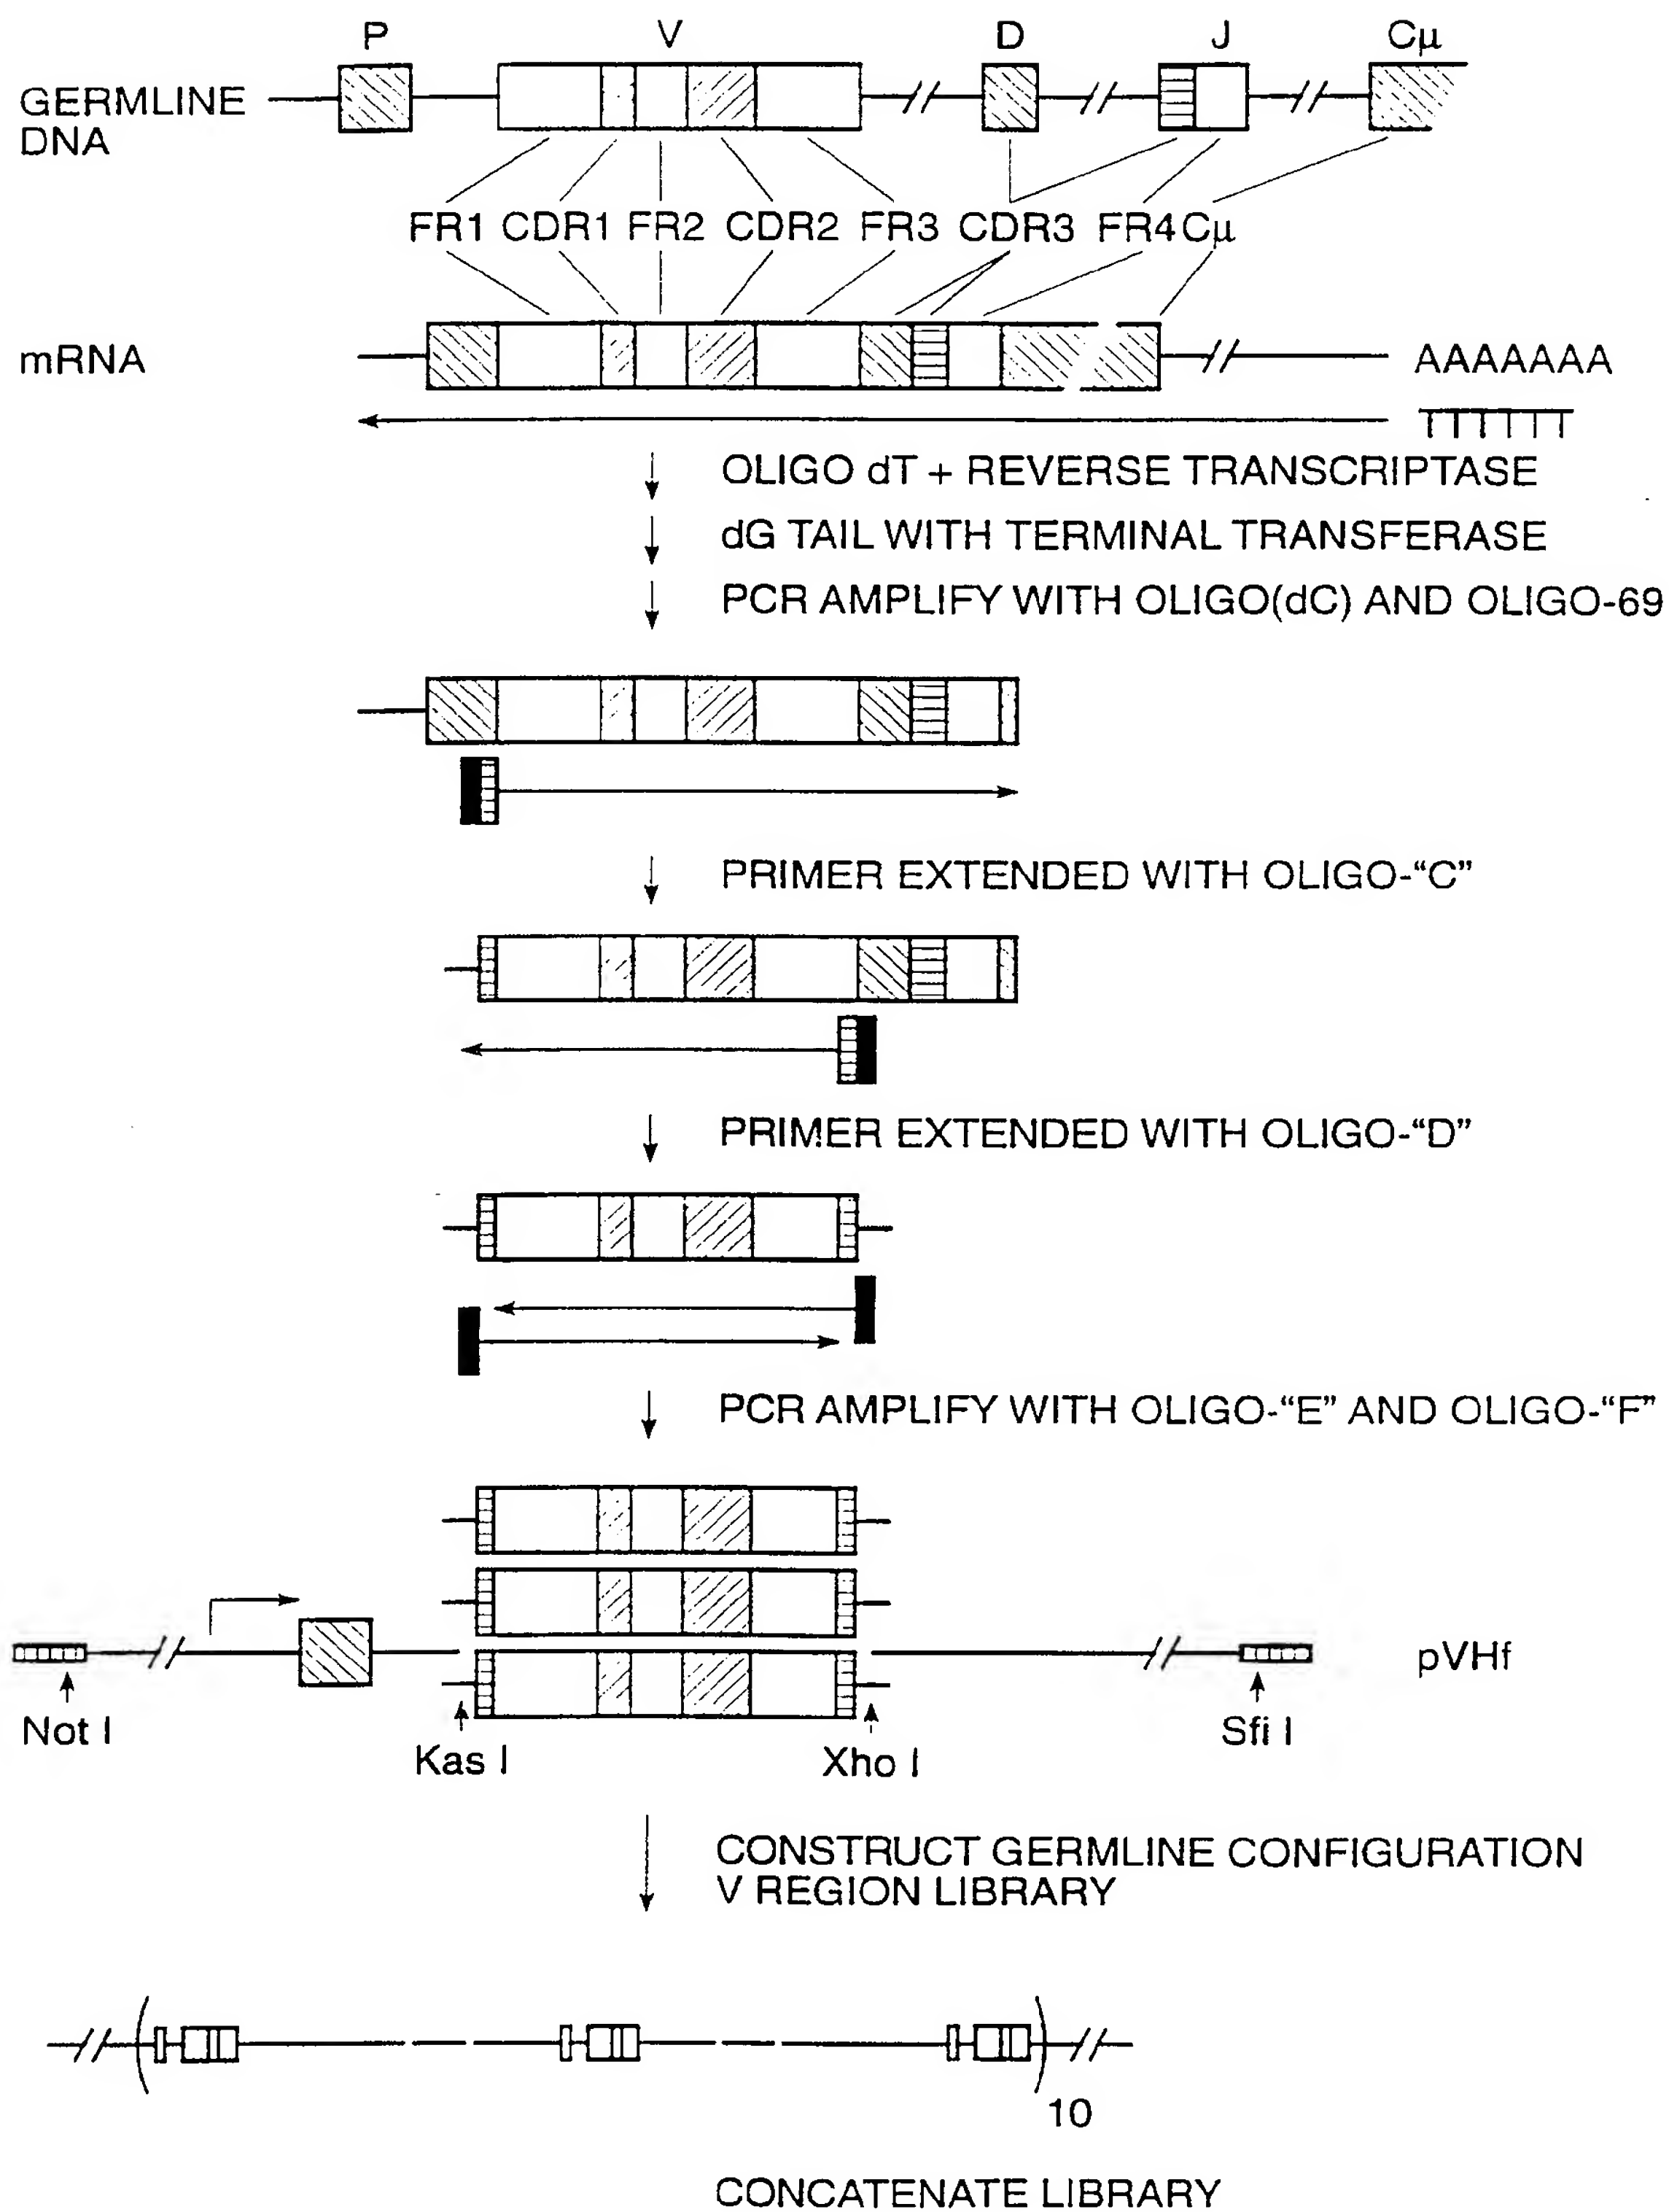 P V D J Cμ
GERMLINE
DNA
FR1 CDR1 FR2 CDR2 FR3 CDR3 FR4 Cμ
mRNA
AAAAAAA
TTTTTT
OLIGO dT + REVERSE TRANSCRIPTASE
dG TAIL WITH TERMINAL TRANSFERASE
PCR AMPLIFY WITH OLIGO(dC) AND OLIGO-69
PRIMER EXTENDED WITH OLIGO-“C”
PRIMER EXTENDED WITH OLIGO-“D”
PCR AMPLIFY WITH OLIGO-“E” AND OLIGO-“F”
pVHf
Not I
Sfi I
Kas I
Xho I
CONSTRUCT GERMLINE CONFIGURATION
V REGION LIBRARY
10
CONCATENATE LIBRARY